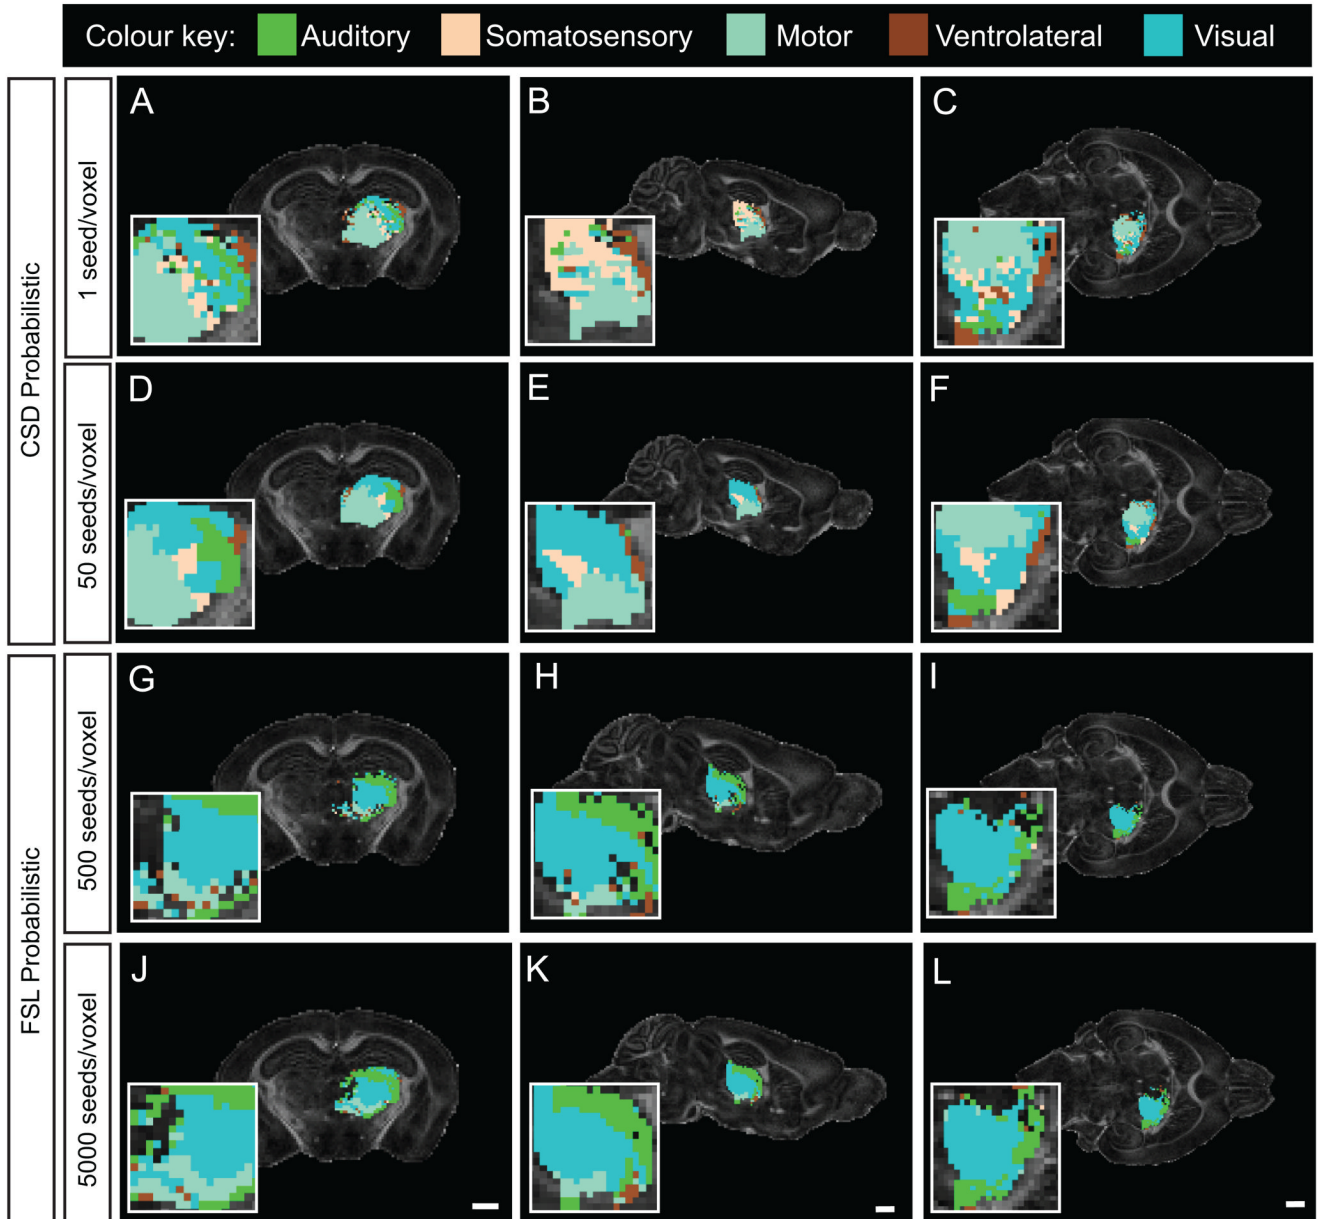 Colour key: Auditory Somatosensory Motor Ventrolateral Visual
CSD Probabilistic
1 seed/voxel
A
B
C
50 seeds/voxel
D
E
F
FSL Probabilistic
500 seeds/voxel
G
H
I
5000 seeds/voxel
J
K
L